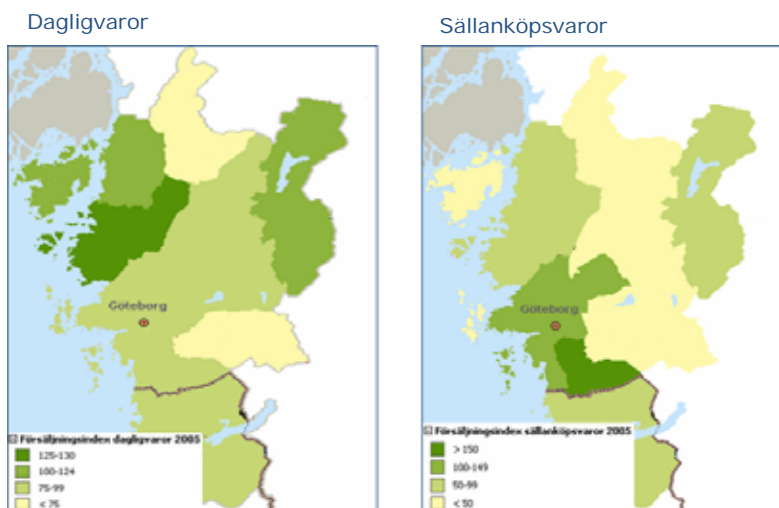 Dagligvaror
Göteborg
Försäljningsindex dagligvaror 2005
125-130
100-124
75-99
< 75
Sällanköpsvaror
Göteborg
Försäljningsindex sällanköpsvaror 2005
> 150
100-149
50-99
< 50